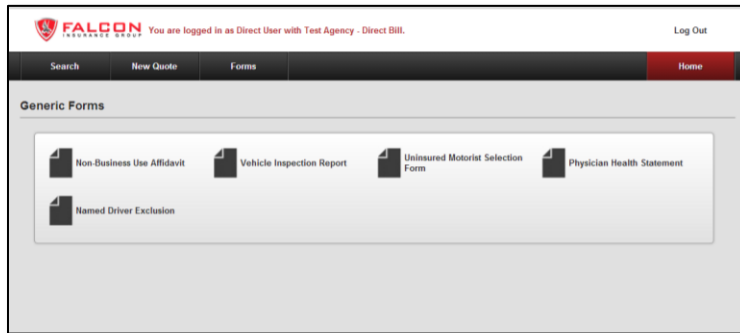 FALCON
INSURANCE GROUP
You are logged in as Direct User with Test Agency - Direct Bill.
Log Out
Search New Quote Forms Home
Generic Forms
Non-Business Use Affidavit
Vehicle Inspection Report
Uninsured Motorist Selection
Form
Physician Health Statement
Named Driver Exclusion